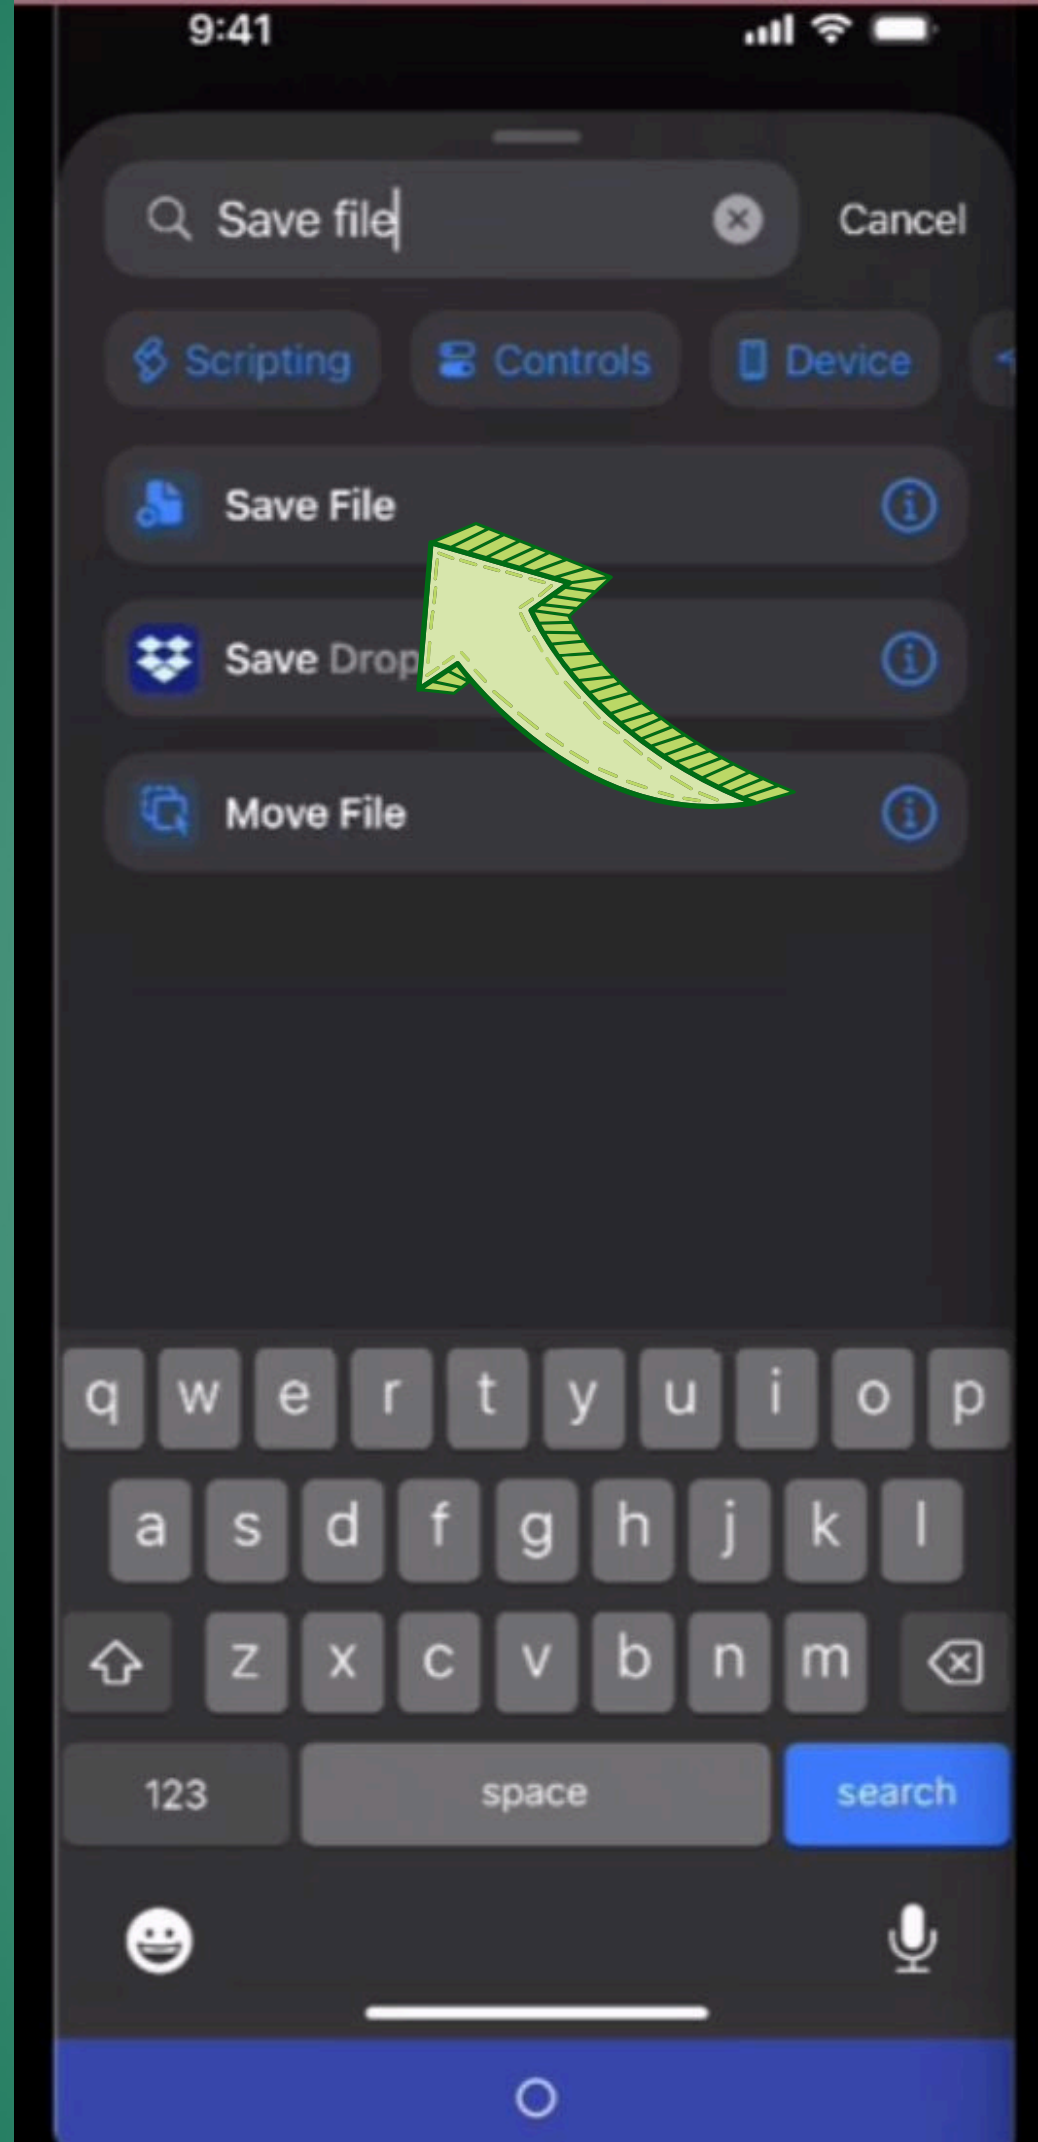 9:41
Save file
Cancel
Scripting
Controls
Device
Save File
Save Drop
Move File
q w e r t y u i o p
a s d f g h j k l
z x c v b n m
123
space
search